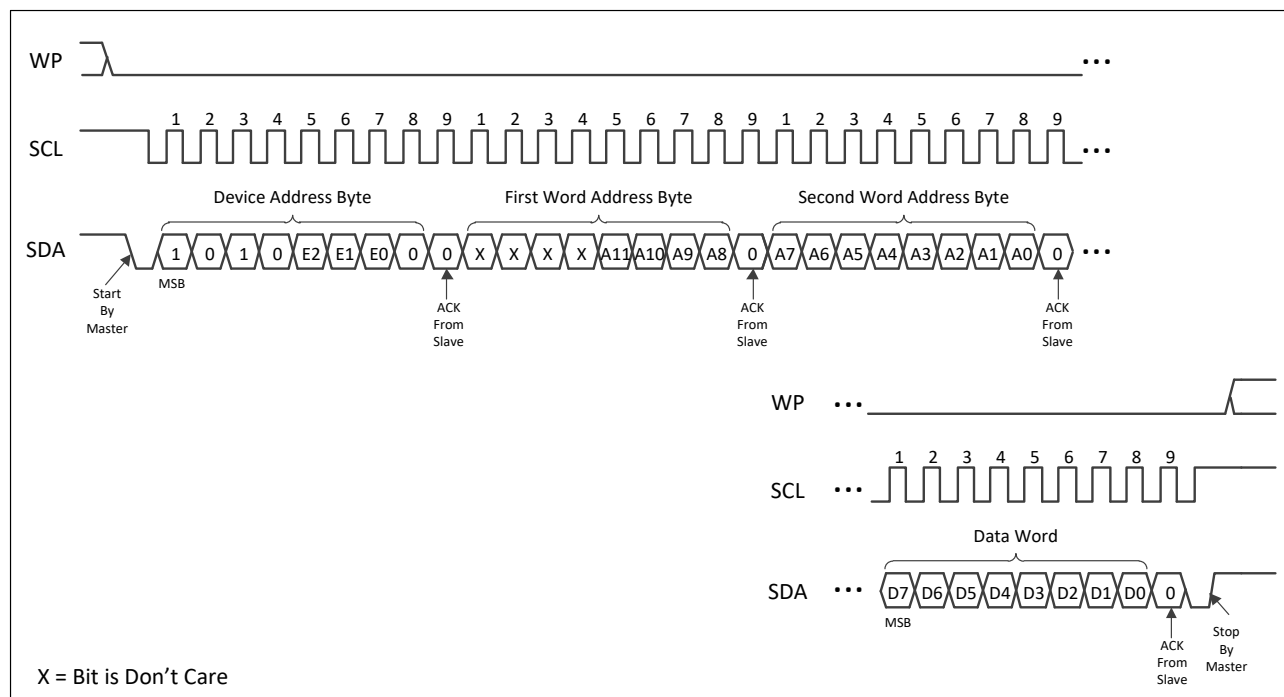 WP ...
1 2 3 4 5 6 7 8 9 1 2 3 4 5 6 7 8 9 1 2 3 4 5 6 7 8 9
SCL ...
Device Address Byte First Word Address Byte Second Word Address Byte
SDA 1 0 1 0 E2 E1 E0 0 0 X X X X A11 A10 A9 A8 0 A7 A6 A5 A4 A3 A2 A1 A0 0 ...
MSB
Start
By
Master
ACK
From
Slave
ACK
From
Slave
ACK
From
Slave
WP ...
1 2 3 4 5 6 7 8 9
SCL ...
Data Word
SDA ... D7 D6 D5 D4 D3 D2 D1 D0 0
MSB
ACK
From
Slave
Stop
By
Master
X = Bit is Don't Care